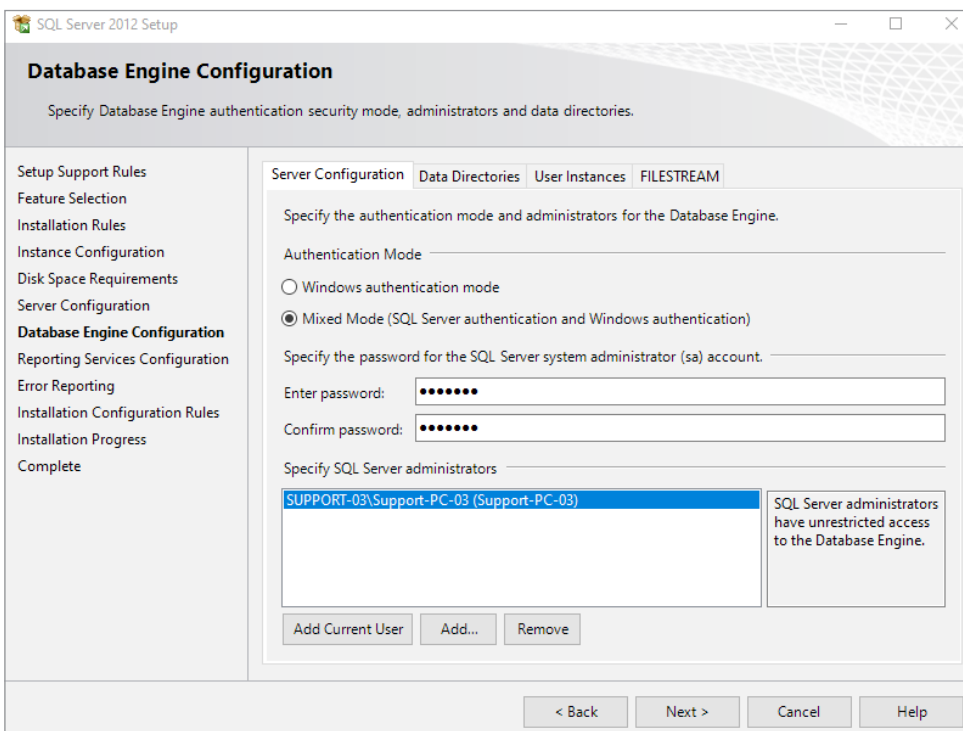 SQL Server 2012 Setup
Database Engine Configuration
Specify Database Engine authentication security mode, administrators and data directories.
Setup Support Rules
Feature Selection
Installation Rules
Instance Configuration
Disk Space Requirements
Server Configuration
Database Engine Configuration
Reporting Services Configuration
Error Reporting
Installation Configuration Rules
Installation Progress
Complete
Server Configuration Data Directories User Instances FILESTREAM
Specify the authentication mode and administrators for the Database Engine.
Authentication Mode
Windows authentication mode
Mixed Mode (SQL Server authentication and Windows authentication)
Specify the password for the SQL Server system administrator (sa) account.
Enter password: •••••••
Confirm password: •••••••
Specify SQL Server administrators
SUPPORT-03\Support-PC-03 (Support-PC-03)
SQL Server administrators
have unrestricted access
to the Database Engine.
Add Current User Add... Remove
< Back Next > Cancel Help